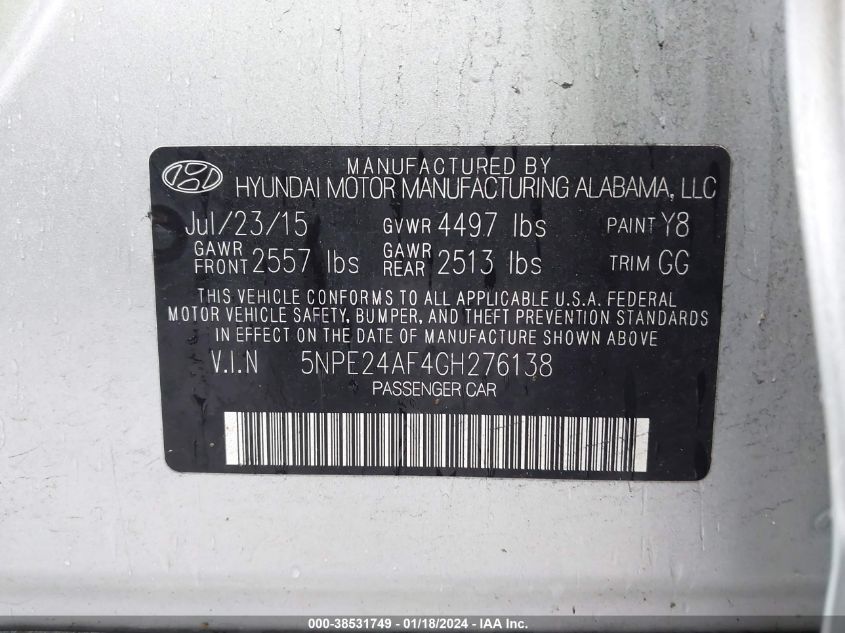 MANUFACTURED BY
HYUNDAI MOTOR MANUFACTURING ALABAMA, LLC
Jul/23/15 GVWR 4497 lbs PAINT Y8
GAWR FRONT 2557 lbs GAWR REAR 2513 lbs TRIM GG
THIS VEHICLE CONFORMS TO ALL APPLICABLE U.S.A. FEDERAL
MOTOR VEHICLE SAFETY, BUMPER, AND THEFT PREVENTION STANDARDS
IN EFFECT ON THE DATE OF MANUFACTURE SHOWN ABOVE
V.I.N 5NPE24AF4GH276138
PASSENGER CAR
000-38531749 - 01/18/2024 - IAA Inc.